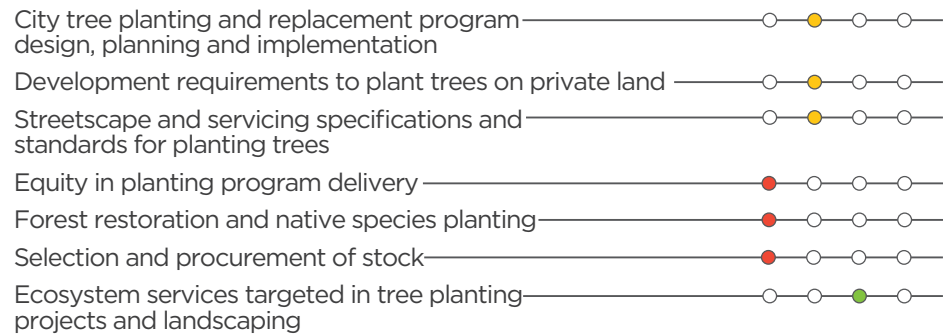 City tree planting and replacement program
design, planning and implementation
Development requirements to plant trees on private land
Streetscape and servicing specifications and
standards for planting trees
Equity in planting program delivery
Forest restoration and native species planting
Selection and procurement of stock
Ecosystem services targeted in tree planting
projects and landscaping